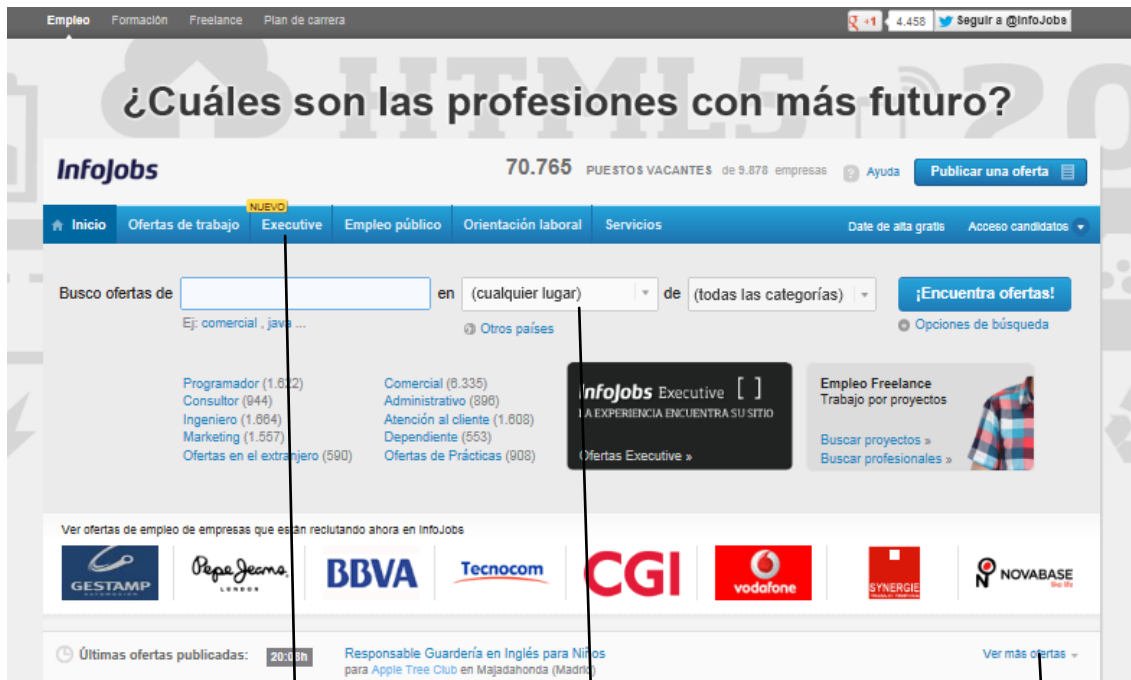 Empleo Formación Freelance Plan de carrera
g +1 4.458 Seguir a @InfoJobs
HTML5 20
¿Cuáles son las profesiones con más futuro?
InfoJobs
70.765 PUESTOS VACANTES de 9.878 empresas ? Ayuda Publicar una oferta
NUEVO
Inicio Ofertas de trabajo Executive Empleo público Orientación laboral Servicios Date de alta gratis Acceso candidatos
Busco ofertas de en (cualquier lugar) de (todas las categorías) ¡Encuentra ofertas!
Ej: comercial , java ... Otros países Opciones de búsqueda
Programador (1.622)
Consultor (944)
Ingeniero (1.664)
Marketing (1.557)
Ofertas en el extranjero (590)
Comercial (6.335)
Administrativo (896)
Atención al cliente (1.608)
Dependiente (553)
Ofertas de Prácticas (908)
InfoJobs Executive [ ]
LA EXPERIENCIA ENCUENTRA SU SITIO
Ofertas Executive »
Empleo Freelance
Trabajo por proyectos
Buscar proyectos »
Buscar profesionales »
Ver ofertas de empleo de empresas que están reclutando ahora en InfoJobs
GESTAMP
Pepe Jeans
LONDON
BBVA
Tecnocom
CGI
vodafone
SYNERGIE
NOVABASE
Últimas ofertas publicadas: 20:03h Responsable Guardería en Inglés para Niños Ver más ofertas
para Apple Tree Club en Majadahonda (Madrid)